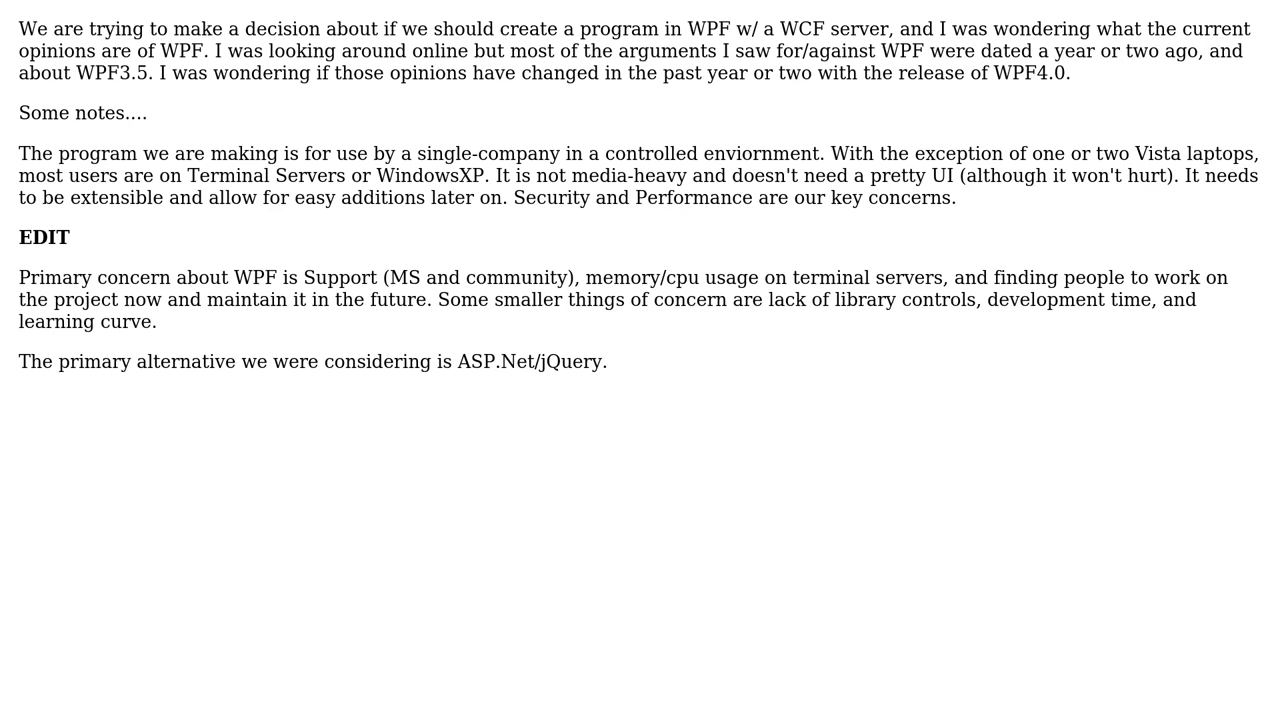 We are trying to make a decision about if we should create a program in WPF w/ a WCF server, and I was wondering what the current
opinions are of WPF. I was looking around online but most of the arguments I saw for/against WPF were dated a year or two ago, and
about WPF3.5. I was wondering if those opinions have changed in the past year or two with the release of WPF4.0.
Some notes....
The program we are making is for use by a single-company in a controlled enviornment. With the exception of one or two Vista laptops,
most users are on Terminal Servers or WindowsXP. It is not media-heavy and doesn't need a pretty UI (although it won't hurt). It needs
to be extensible and allow for easy additions later on. Security and Performance are our key concerns.
EDIT
Primary concern about WPF is Support (MS and community), memory/cpu usage on terminal servers, and finding people to work on
the project now and maintain it in the future. Some smaller things of concern are lack of library controls, development time, and
learning curve.
The primary alternative we were considering is ASP.Net/jQuery.